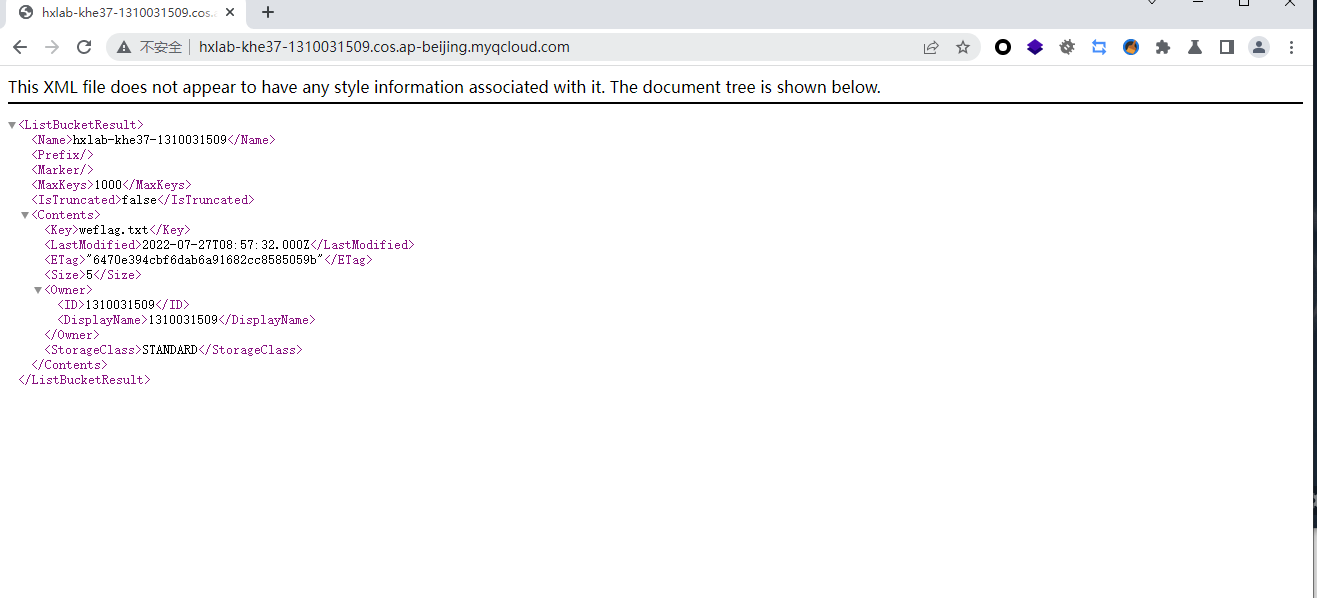 hxlab-khe37-1310031509.cos.
不安全 | hxlab-khe37-1310031509.cos.ap-beijing.myqcloud.com
This XML file does not appear to have any style information associated with it. The document tree is shown below.
▼<ListBucketResult>
<Name>hxlab-khe37-1310031509</Name>
<Prefix/>
<Marker/>
<MaxKeys>1000</MaxKeys>
<IsTruncated>false</IsTruncated>
▼<Contents>
<Key>weflag.txt</Key>
<LastModified>2022-07-27T08:57:32.000Z</LastModified>
<ETag>"6470e394cbf6dab6a91682cc8585059b"</ETag>
<Size>5</Size>
▼<Owner>
<ID>1310031509</ID>
<DisplayName>1310031509</DisplayName>
</Owner>
<StorageClass>STANDARD</StorageClass>
</Contents>
</ListBucketResult>